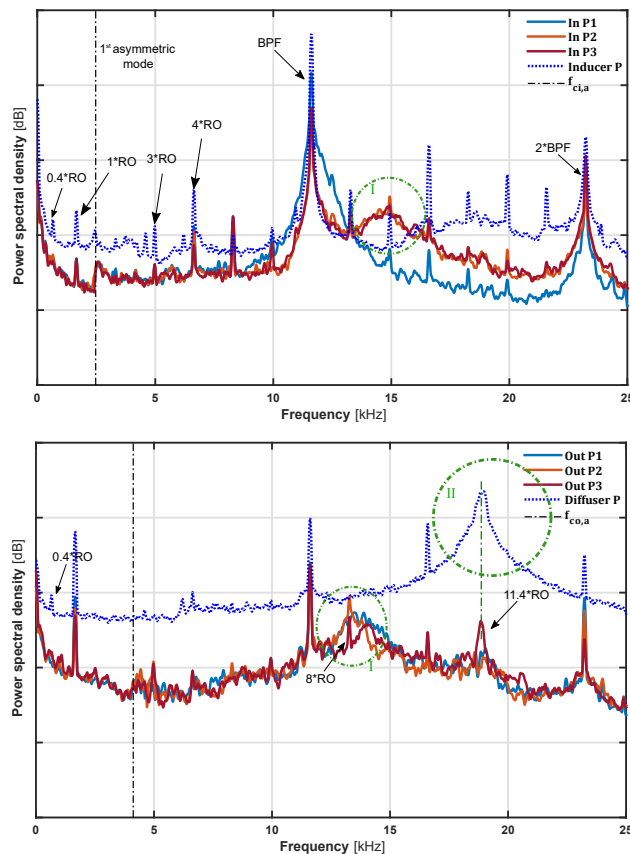 In P1
In P2
In P3
Inducer P
f ci,a
1st asymmetric
mode
BPF
4*RO
3*RO
1*RO
0.4*RO
I
2*BPF
Power spectral density [dB]
0 5 10 15 20 25
Frequency [kHz]
Out P1
Out P2
Out P3
Diffuser P
f co,a
II
0.4*RO
11.4*RO
8*RO
I
Power spectral density [dB]
0 5 10 15 20 25
Frequency [kHz]